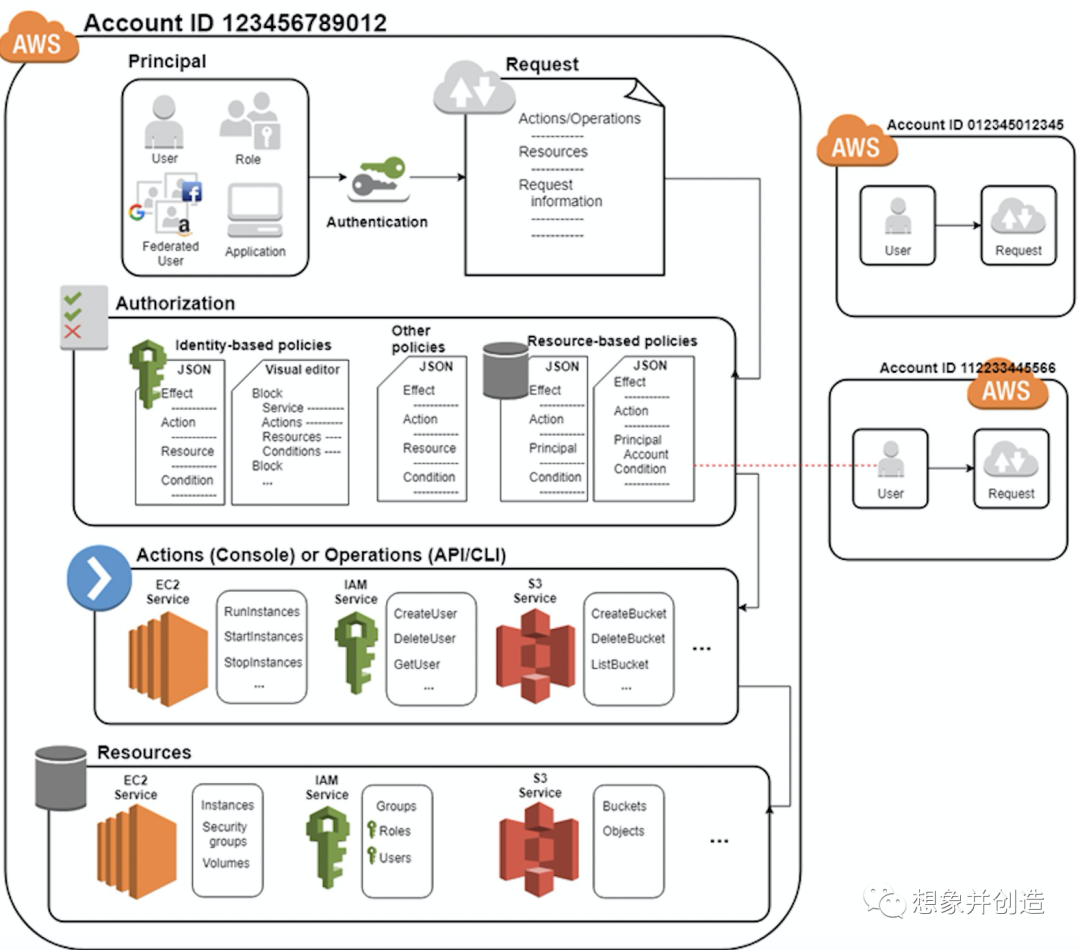 AWS
Account ID 123456789012
Principal
User
Role
Federated
User
Application
Authentication
Request
Actions/Operations
-----------
Resources
-----------
Request
information
-----------
-----------
AWS
Account ID 012345012345
User
Request
Authorization
Identity-based policies
JSON
Effect
----------
Action
----------
Resource
----------
Condition
----------
Visual editor
Block
Service ---------
Actions ---------
Resources ----
Conditions ----
Block
...
Other
policies
JSON
Effect
----------
Action
----------
Resource
----------
Condition
----------
Resource-based policies
JSON
Effect
----------
Action
----------
Principal
----------
Condition
----------
JSON
Effect
----------
Action
----------
Principal
Account
Condition
----------
Account ID 112233445566
AWS
User
Request
Actions (Console) or Operations (API/CLI)
EC2
Service
RunInstances
StartInstances
StopInstances
...
IAM
Service
CreateUser
DeleteUser
GetUser
...
S3
Service
CreateBucket
DeleteBucket
ListBucket
...
...
Resources
EC2
Service
Instances
Security
groups
Volumes
IAM
Service
Groups
Roles
Users
S3
Service
Buckets
Objects
...
想象并创造